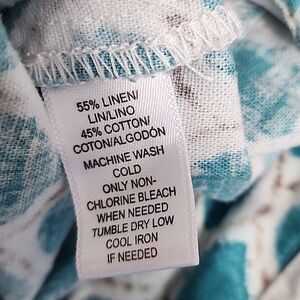 55% LINEN/
LIN/LINO
45% COTTON/
COTON/ALGODÓN
MACHINE WASH
COLD
ONLY NON-
CHLORINE BLEACH
WHEN NEEDED
TUMBLE DRY LOW
COOL IRON
IF NEEDED